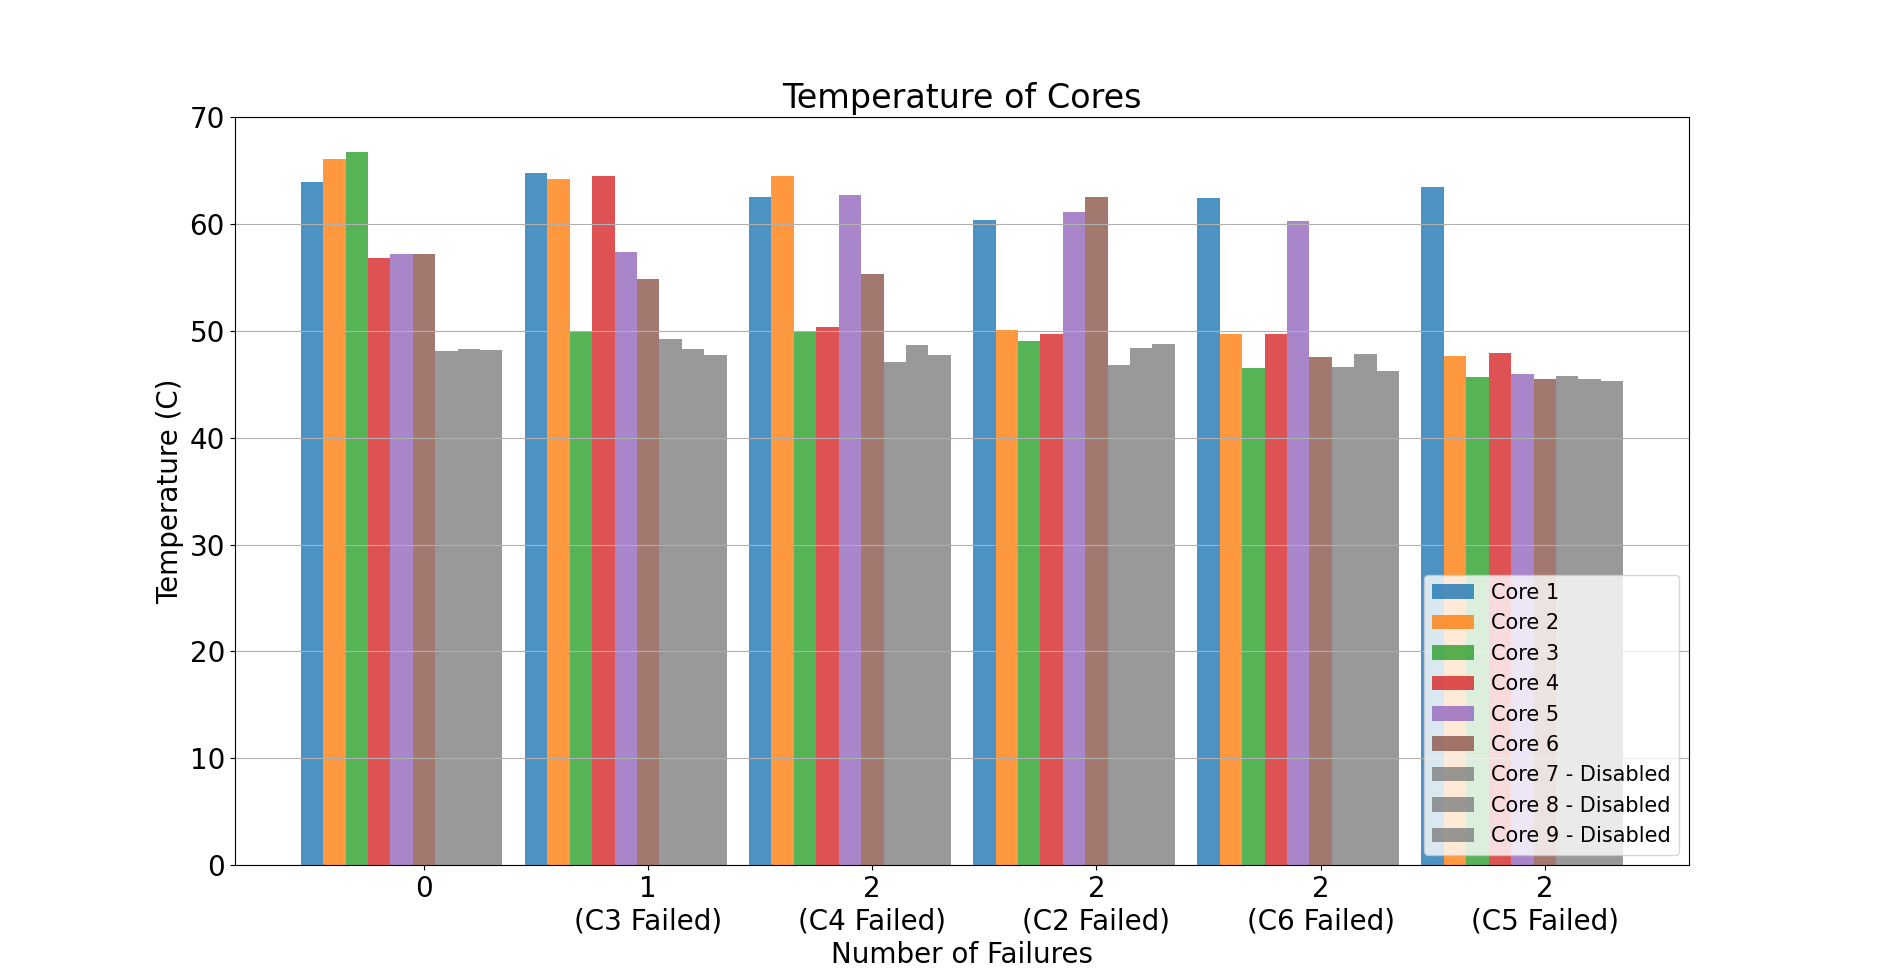 Temperature of Cores
Temperature (C)
70
60
50
40
30
20
10
0
Core 1
Core 2
Core 3
Core 4
Core 5
Core 6
Core 7 - Disabled
Core 8 - Disabled
Core 9 - Disabled
0 1 2 2 2 2
(C3 Failed) (C4 Failed) (C2 Failed) (C6 Failed) (C5 Failed)
Number of Failures